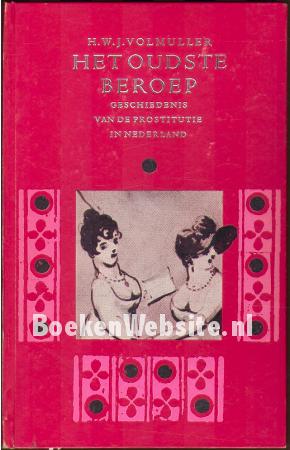 H.W.J. VOLMULLER
HET OUDSTE
BEROEP
GESCHIEDENIS
VAN DE PROSTITUTIE
IN NEDERLAND
BoekenWebsite.nl